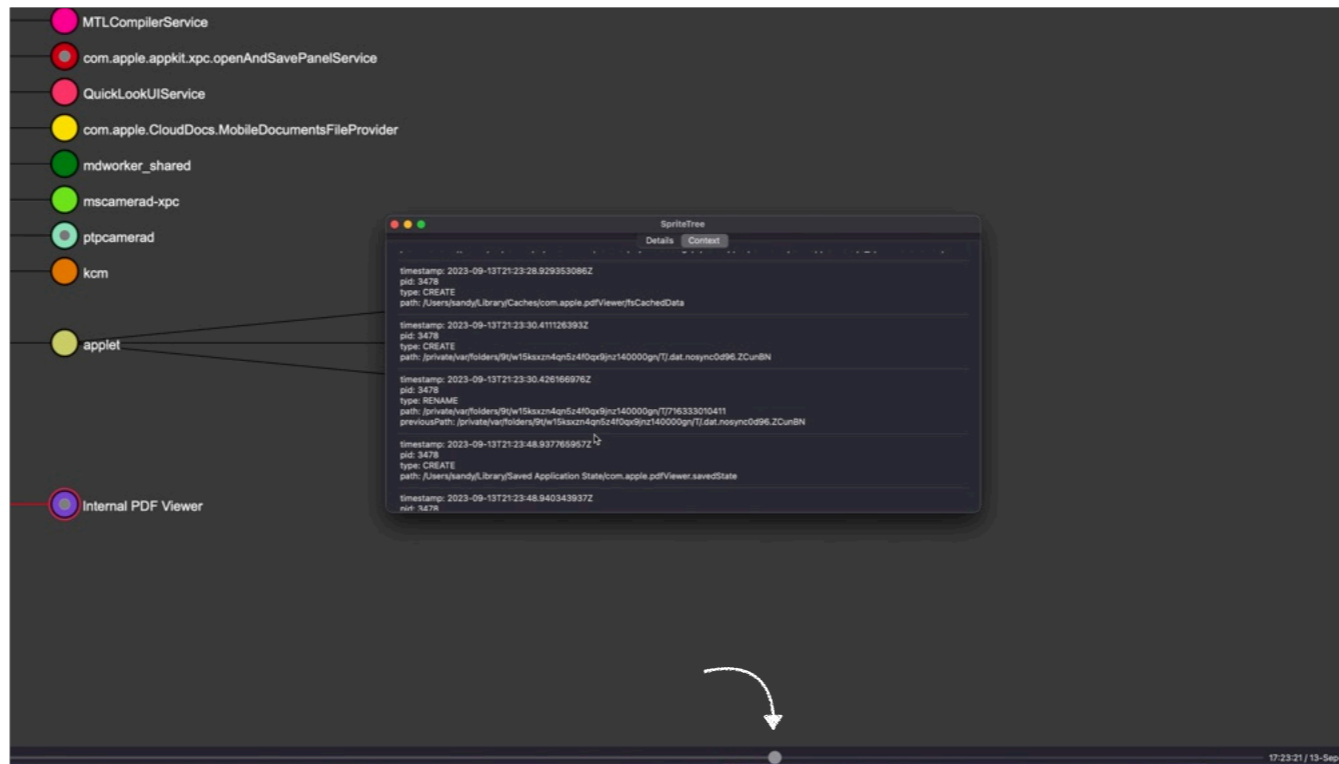 MTLCompilerService
com.apple.appkit.xpc.openAndSavePanelService
QuickLookUIService
com.apple.CloudDocs.MobileDocumentsFileProvider
mdworker_shared
mscamerad-xpc
ptpcamerad
kcm
applet
Internal PDF Viewer
SpriteTree
Details Context
timestamp: 2023-09-13T21:23:28.929353086Z
pid: 3478
type: CREATE
path: /Users/sandy/Library/Caches/com.apple.pdfViewer/fsCachedData
timestamp: 2023-09-13T21:23:30.411126393Z
pid: 3478
type: CREATE
path: /private/var/folders/9t/w15ksxzn4qn5z4f0qx9jnz140000gn/T/.dat.nosync0d96.ZCunBN
timestamp: 2023-09-13T21:23:30.426166976Z
pid: 3478
type: RENAME
path: /private/var/folders/9t/w15ksxzn4qn5z4f0qx9jnz140000gn/T/716333010411
previousPath: /private/var/folders/9t/w15ksxzn4qn5z4f0qx9jnz140000gn/T/.dat.nosync0d96.ZCunBN
timestamp: 2023-09-13T21:23:48.937765957Z
pid: 3478
type: CREATE
path: /Users/sandy/Library/Saved Application State/com.apple.pdfViewer.savedState
timestamp: 2023-09-13T21:23:48.940343937Z
pid: 3478
17:23:21 / 13-Sep